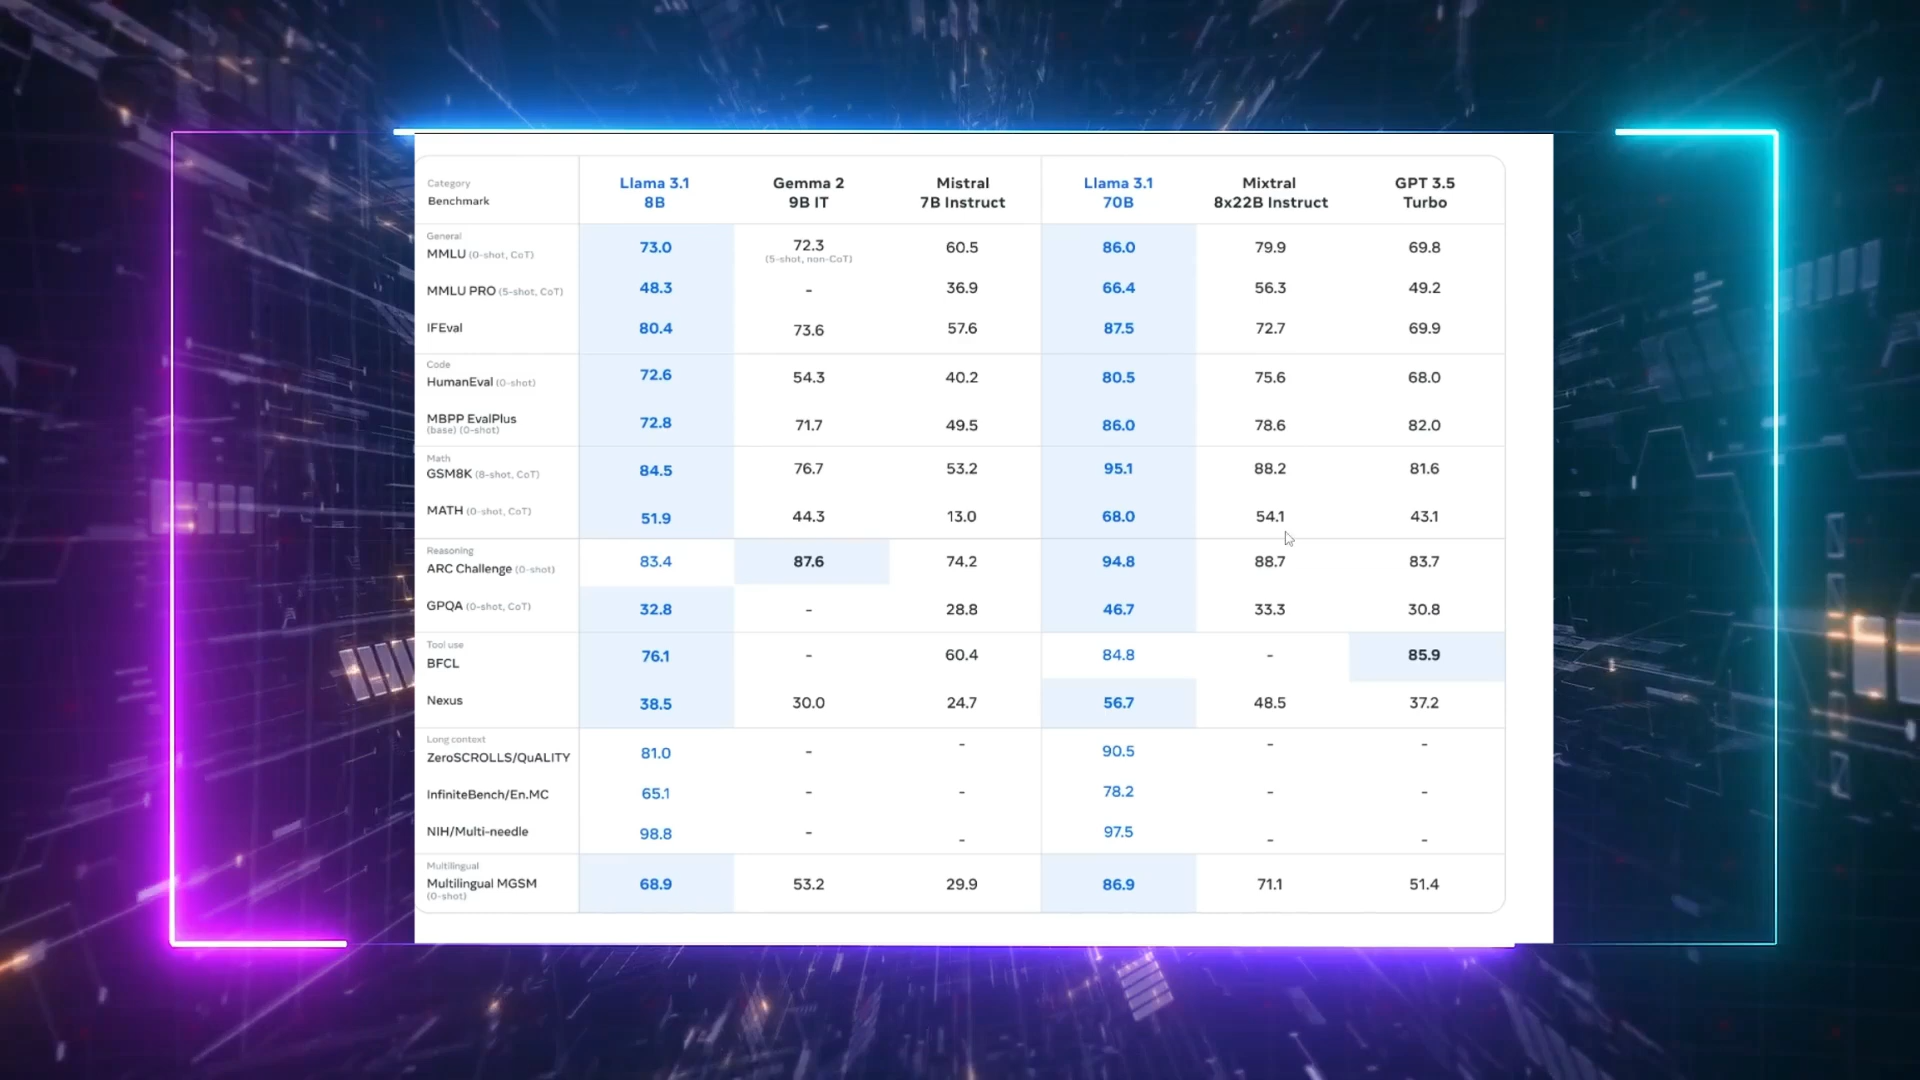 Category
Benchmark
Llama 3.1
8B
Gemma 2
9B IT
Mistral
7B Instruct
Llama 3.1
70B
Mixtral
8x22B Instruct
GPT 3.5
Turbo
General
MMLU (0-shot, CoT) 73.0 72.3 60.5 86.0 79.9 69.8
(5-shot, non-CoT)
MMLU PRO (5-shot, CoT) 48.3 - 36.9 66.4 56.3 49.2
IFEval 80.4 73.6 57.6 87.5 72.7 69.9
Code
HumanEval (0-shot) 72.6 54.3 40.2 80.5 75.6 68.0
MBPP EvalPlus 72.8 71.7 49.5 86.0 78.6 82.0
(base) (0-shot)
Math
GSM8K (8-shot, CoT) 84.5 76.7 53.2 95.1 88.2 81.6
MATH (0-shot, CoT) 51.9 44.3 13.0 68.0 54.1 43.1
Reasoning
ARC Challenge (0-shot) 83.4 87.6 74.2 94.8 88.7 83.7
GPQA (0-shot, CoT) 32.8 - 28.8 46.7 33.3 30.8
Tool use
BFCL 76.1 - 60.4 84.8 - 85.9
Nexus 38.5 30.0 24.7 56.7 48.5 37.2
Long context
ZeroSCROLLS/QuALITY 81.0 - - 90.5 - -
InfiniteBench/En.MC 65.1 - - 78.2 - -
NIH/Multi-needle 98.8 - - 97.5 - -
Multilingual
Multilingual MGSM 68.9 53.2 29.9 86.9 71.1 51.4
(0-shot)